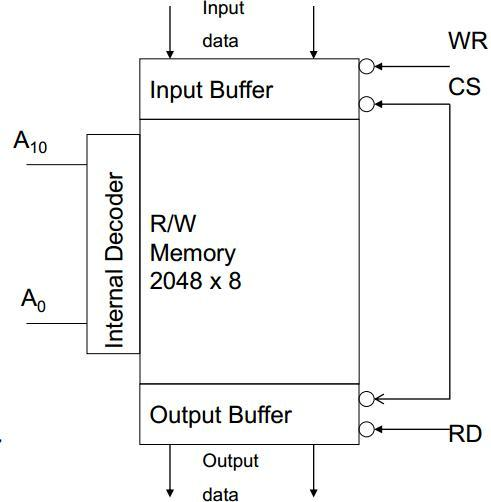 Input
data
WR
Input Buffer
CS
A10
Internal Decoder
R/W
Memory
2048 x 8
A0
Output Buffer
RD
Output
data